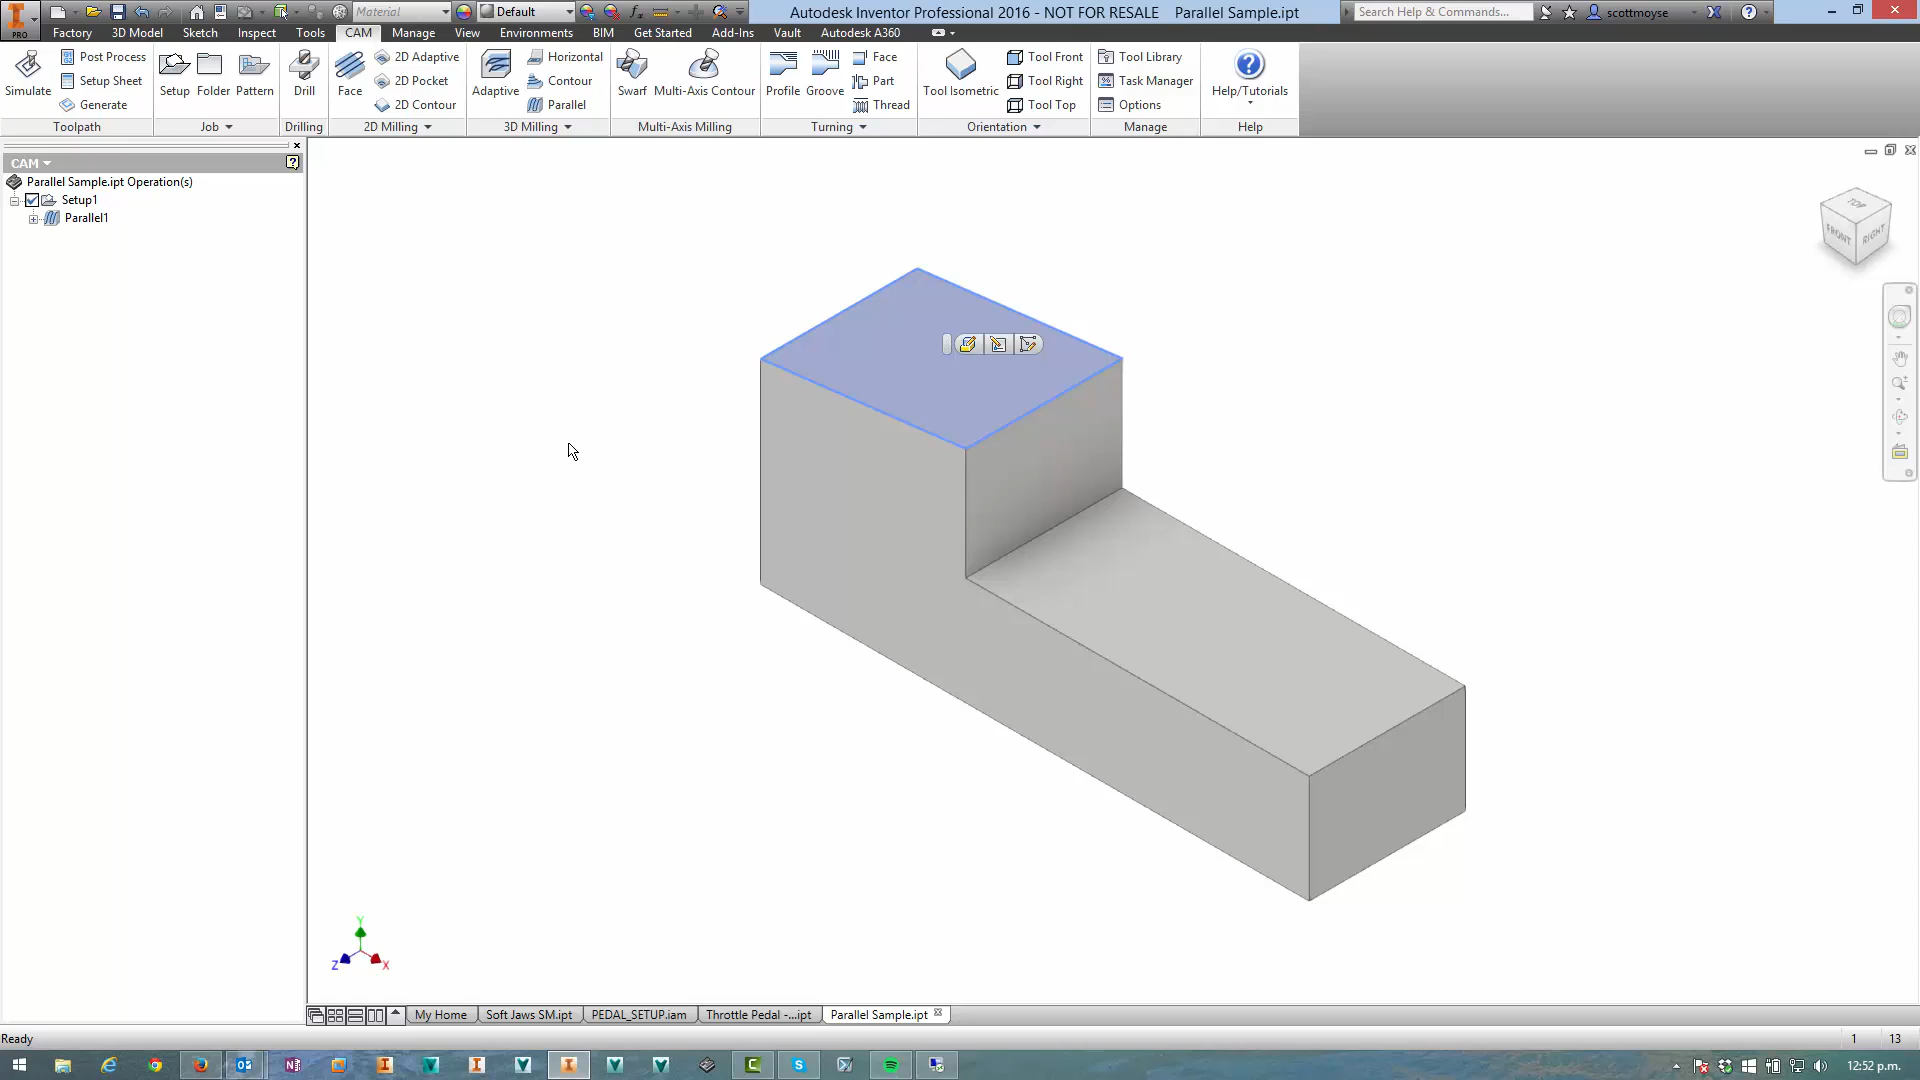 PRO
Material
Default
Autodesk Inventor Professional 2016 - NOT FOR RESALE Parallel Sample.ipt
Search Help & Commands...
scottmoyse
Factory 3D Model Sketch Inspect Tools CAM Manage View Environments BIM Get Started Add-Ins Vault Autodesk A360
Simulate
Post Process
Setup Sheet
Generate
Toolpath
Setup
Folder
Pattern
Job
Drill
Drilling
Face
2D Adaptive
2D Pocket
2D Contour
2D Milling
Adaptive
Horizontal
Contour
Parallel
3D Milling
Swarf
Multi-Axis Contour
Multi-Axis Milling
Profile
Groove
Face
Part
Thread
Turning
Tool Isometric
Tool Front
Tool Right
Tool Top
Orientation
Tool Library
Task Manager
Options
Manage
Help/Tutorials
Help
CAM
Parallel Sample.ipt Operation(s)
Setup1
Parallel1
TOP
FRONT
RIGHT
Y
Z
X
My Home
Soft Jaws SM.ipt
PEDAL_SETUP.iam
Throttle Pedal -...ipt
Parallel Sample.ipt
Ready
1 13
12:52 p.m.